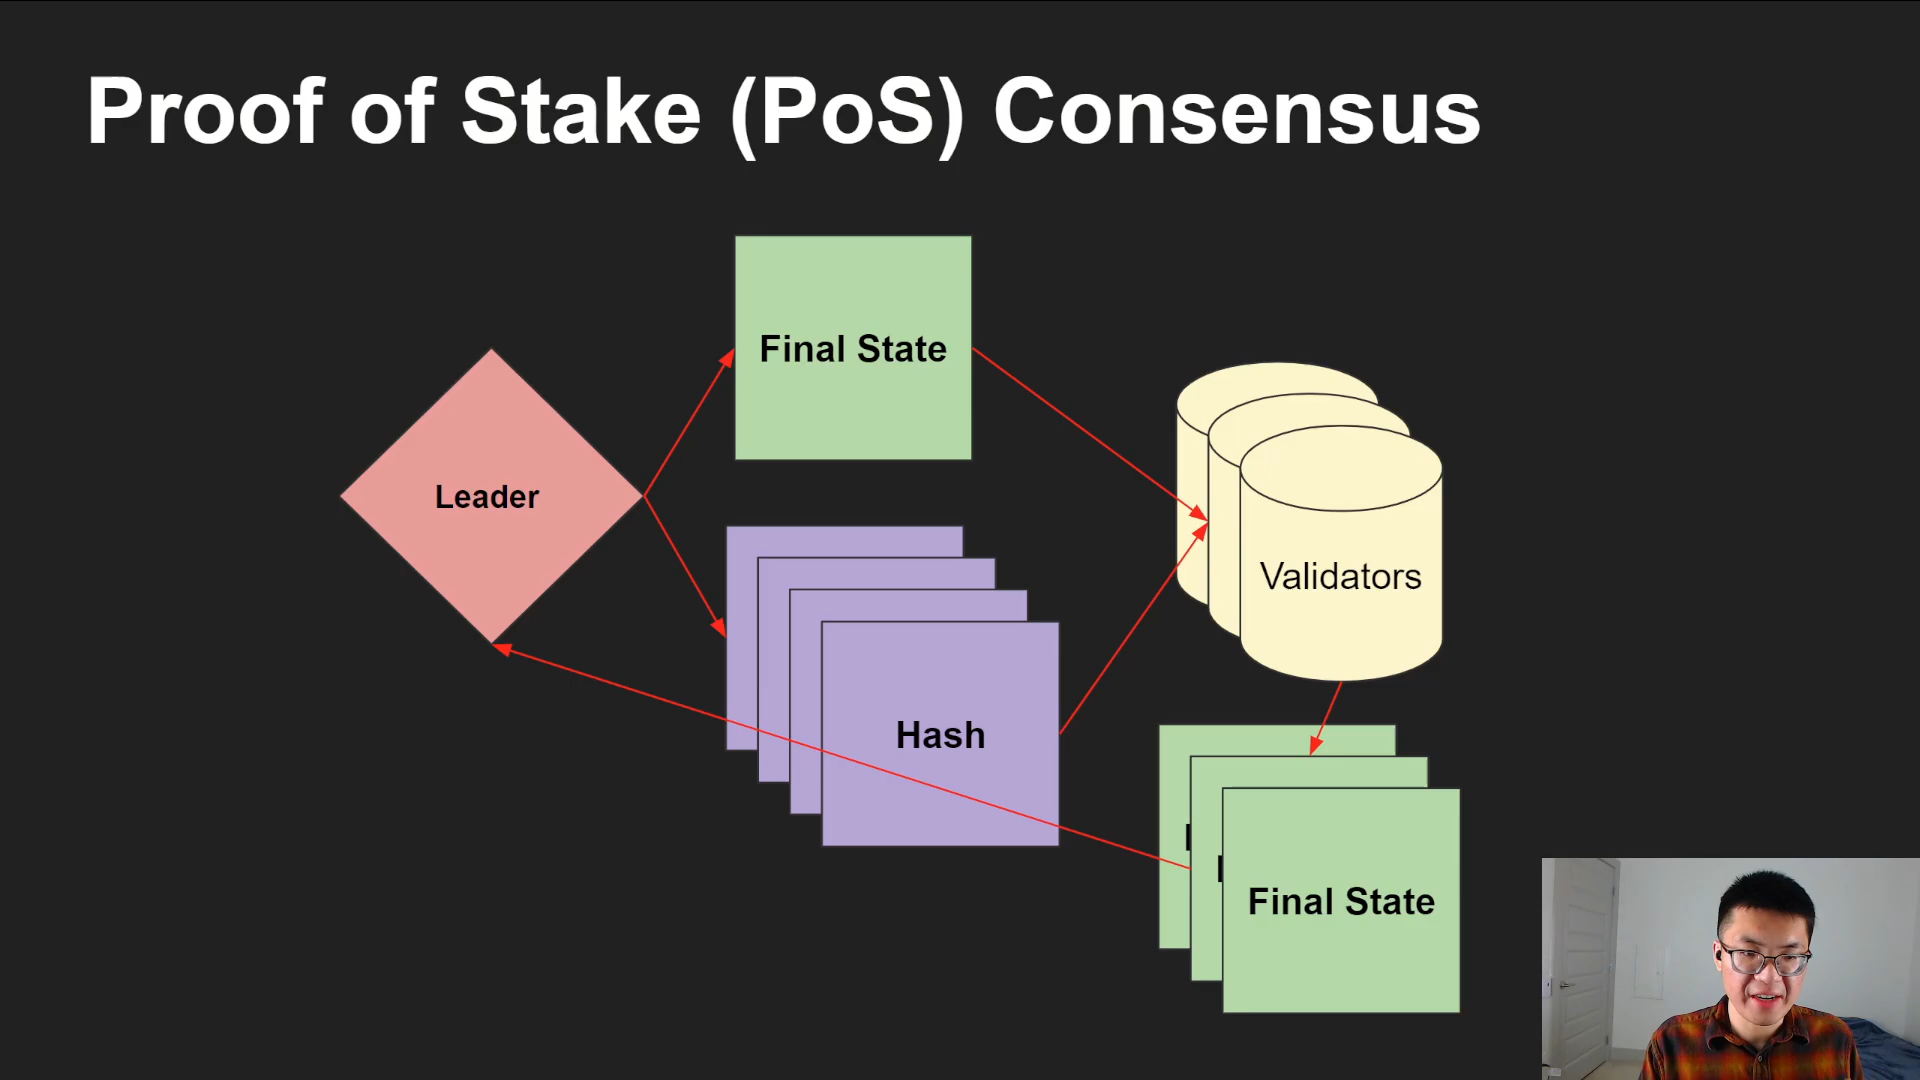 Proof of Stake (PoS) Consensus
Final State
Leader
Validators
Hash
Final State